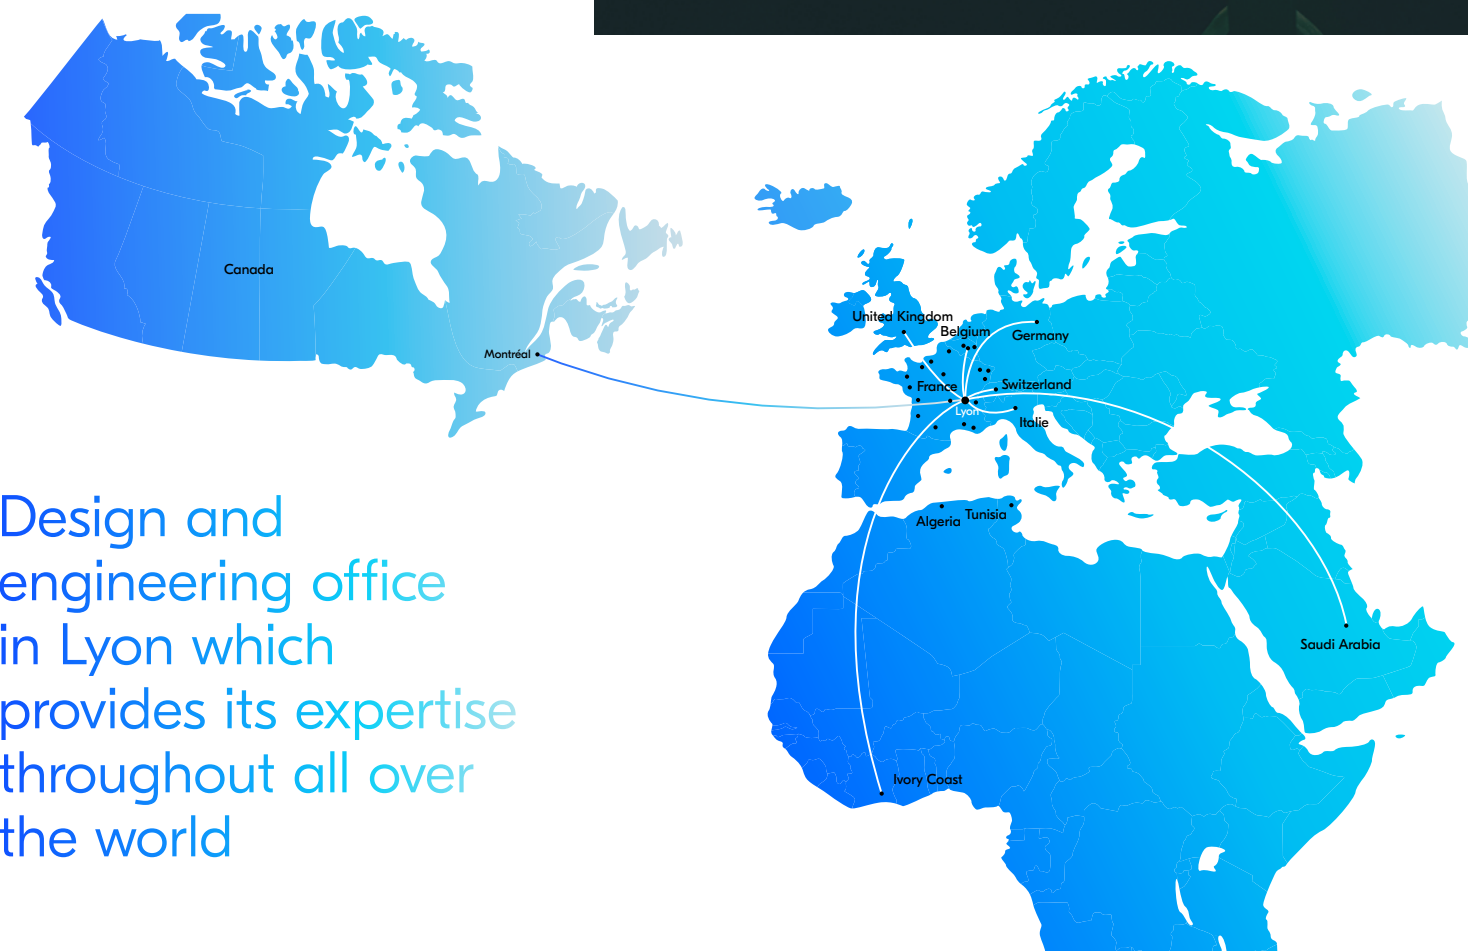 Canada
Montréal
United Kingdom
Belgium
Germany
France
Switzerland
Lyon
Italie
Algeria
Tunisia
Saudi Arabia
Ivory Coast
Design and
engineering office
in Lyon which
provides its expertise
throughout all over
the world